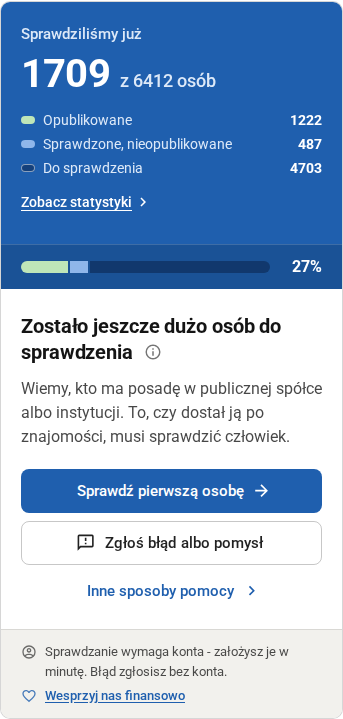 Sprawdziliśmy już
1709 z 6412 osób
Opublikowane 1222
Sprawdzone, nieopublikowane 487
Do sprawdzenia 4703
Zobacz statystyki
27%
Zostało jeszcze dużo osób do
sprawdzenia
Wiemy, kto ma posadę w publicznej spółce
albo instytucji. To, czy dostał ją po
znajomości, musi sprawdzić człowiek.
Sprawdź pierwszą osobę
Zgłoś błąd albo pomysł
Inne sposoby pomocy
Sprawdzanie wymaga konta - założysz je w
minutę. Błąd zgłosisz bez konta.
Wesprzyj nas finansowo